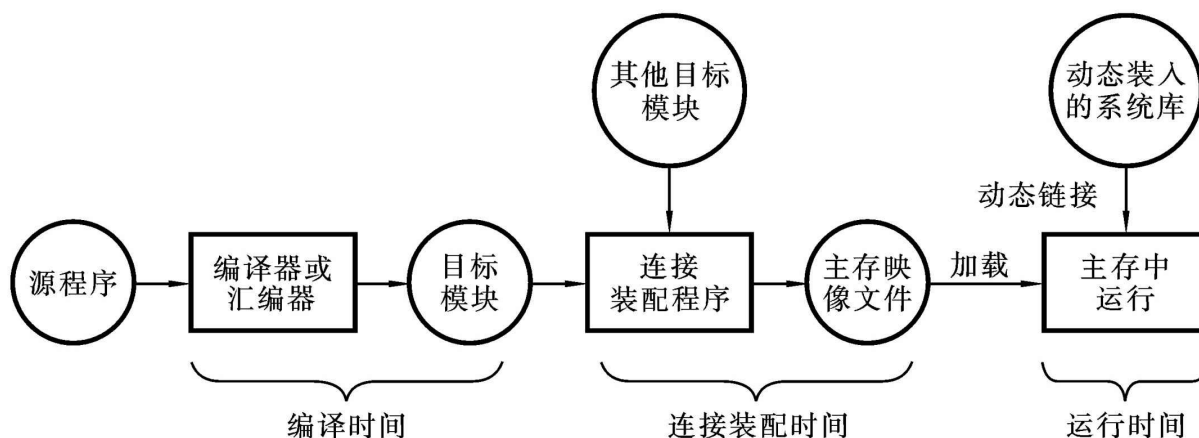 其他目标
模块
动态装入
的系统库
动态链接
源程序
编译器或
汇编器
目标
模块
连接
装配程序
主存映
像文件
加载
主存中
运行
编译时间
连接装配时间
运行时间